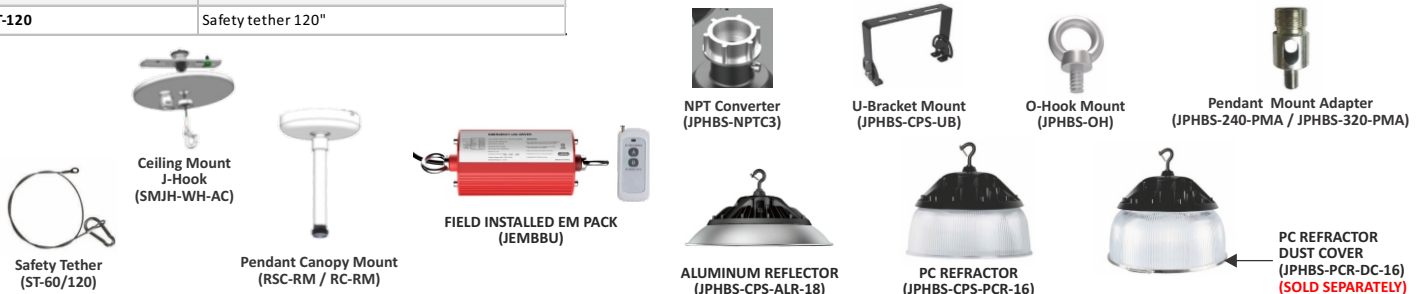 T-120 Safety tether 120"
Ceiling Mount
J-Hook
(SMJH-WH-AC)
Safety Tether
(ST-60/120)
Pendant Canopy Mount
(RSC-RM / RC-RM)
EMERGENCY LED DRIVER
A
B
FIELD INSTALLED EM PACK
(JEMBBU)
NPT Converter
(JPHBS-NPTC3)
U-Bracket Mount
(JPHBS-CPS-UB)
O-Hook Mount
(JPHBS-OH)
Pendant Mount Adapter
(JPHBS-240-PMA / JPHBS-320-PMA)
ALUMINUM REFLECTOR
(JPHBS-CPS-ALR-18)
PC REFRACTOR
(JPHBS-CPS-PCR-16)
PC REFRACTOR
DUST COVER
(JPHBS-PCR-DC-16)
(SOLD SEPARATELY)